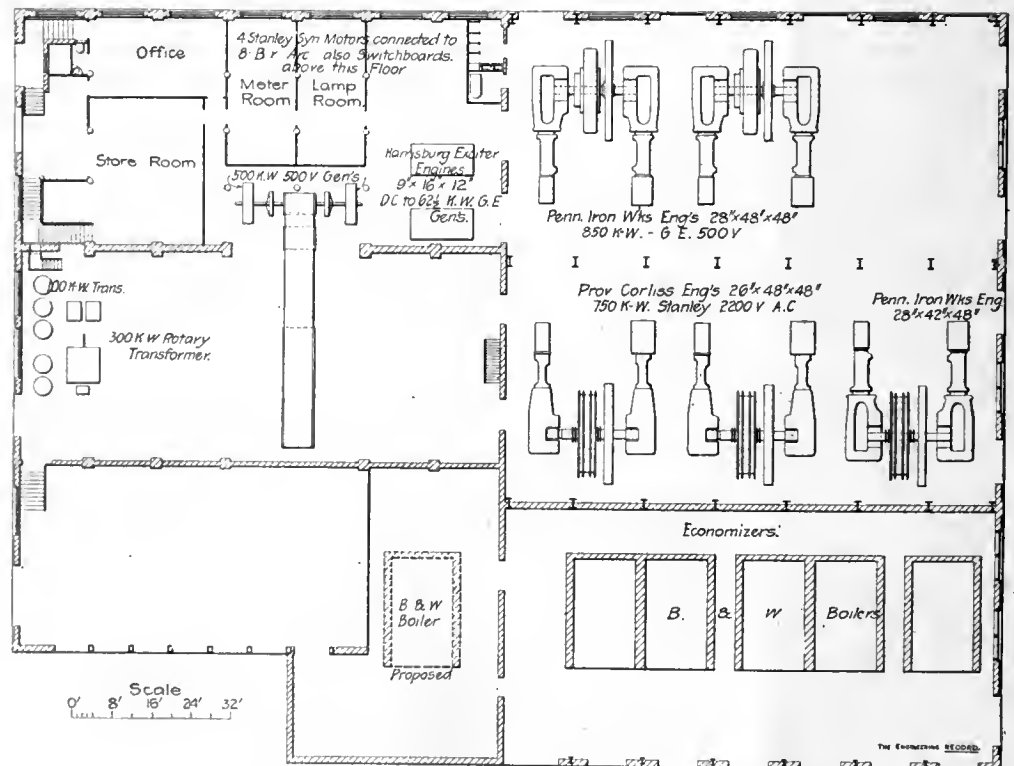 Office
4 Stanley Syn Motors connected to
8-Br Arc also Switchboards.
above this Floor
Meter
Room
Lamp
Room
Store Room
500 K.W 500 V Gen's
Harrisburg Exciter
Engines
9"x 16"x 12"
DC to 62½ K.W. G.E
Gen's.
Penn. Iron Wks Eng's 28"x48"x48"
850 K-W. - G E. 500 V
Prov Corliss Eng's 26"x48"x48"
750 K-W. Stanley 2200 V A.C
Penn. Iron Wks Eng
28"x42"x48"
K.W. Trans.
300 K W Rotary
Transformer.
Economizers.
B & W
Boiler
Proposed
B. & W Boilers
Scale
0' 8' 16' 24' 32'
THE ENGINEERING RECORD.